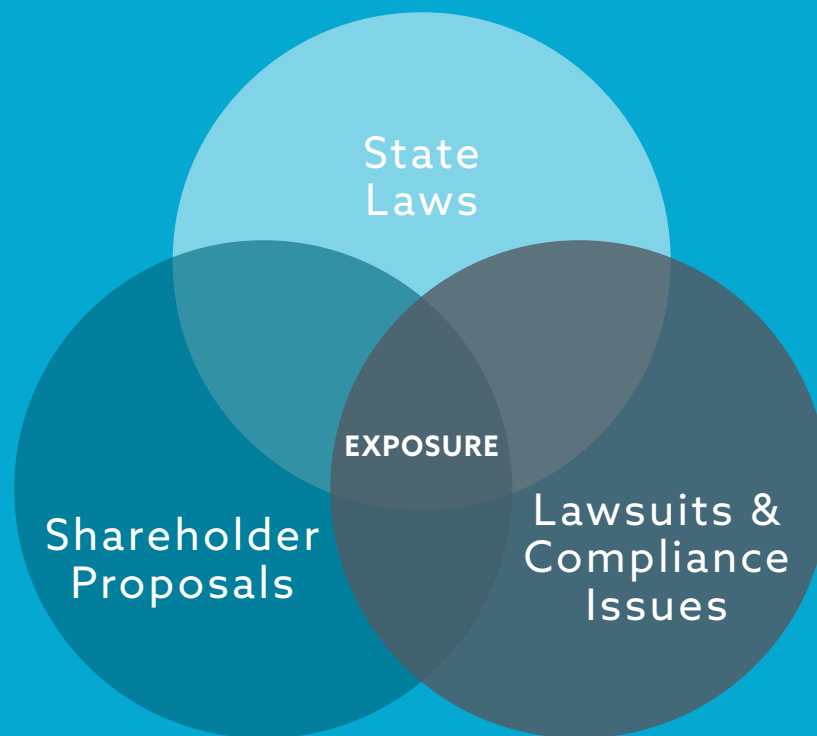 State
Laws
EXPOSURE
Shareholder
Proposals
Lawsuits &
Compliance
Issues